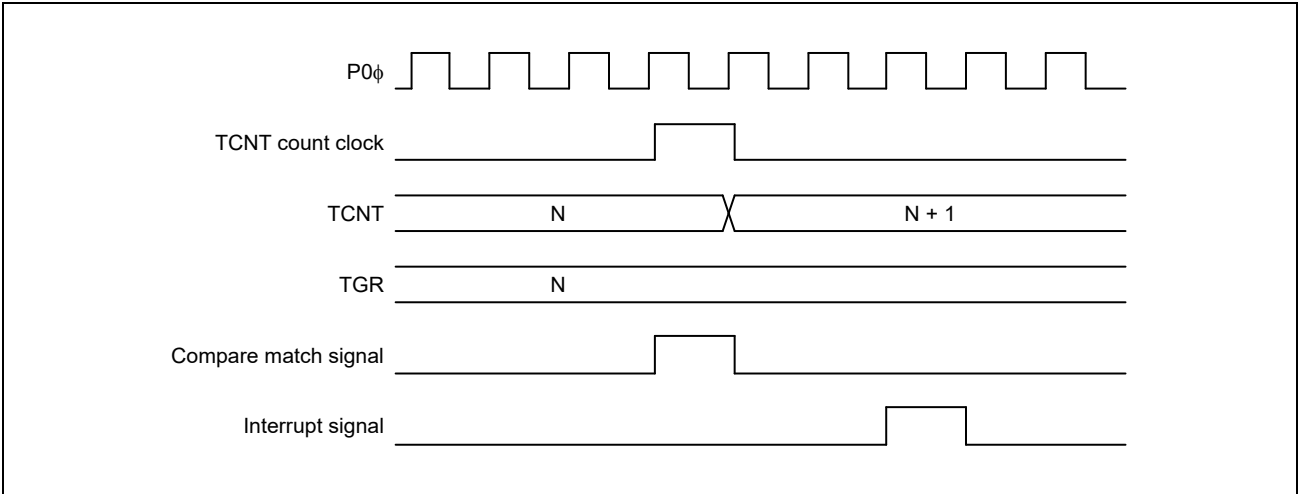 P0ϕ
TCNT count clock
TCNT N N + 1
TGR N
Compare match signal
Interrupt signal